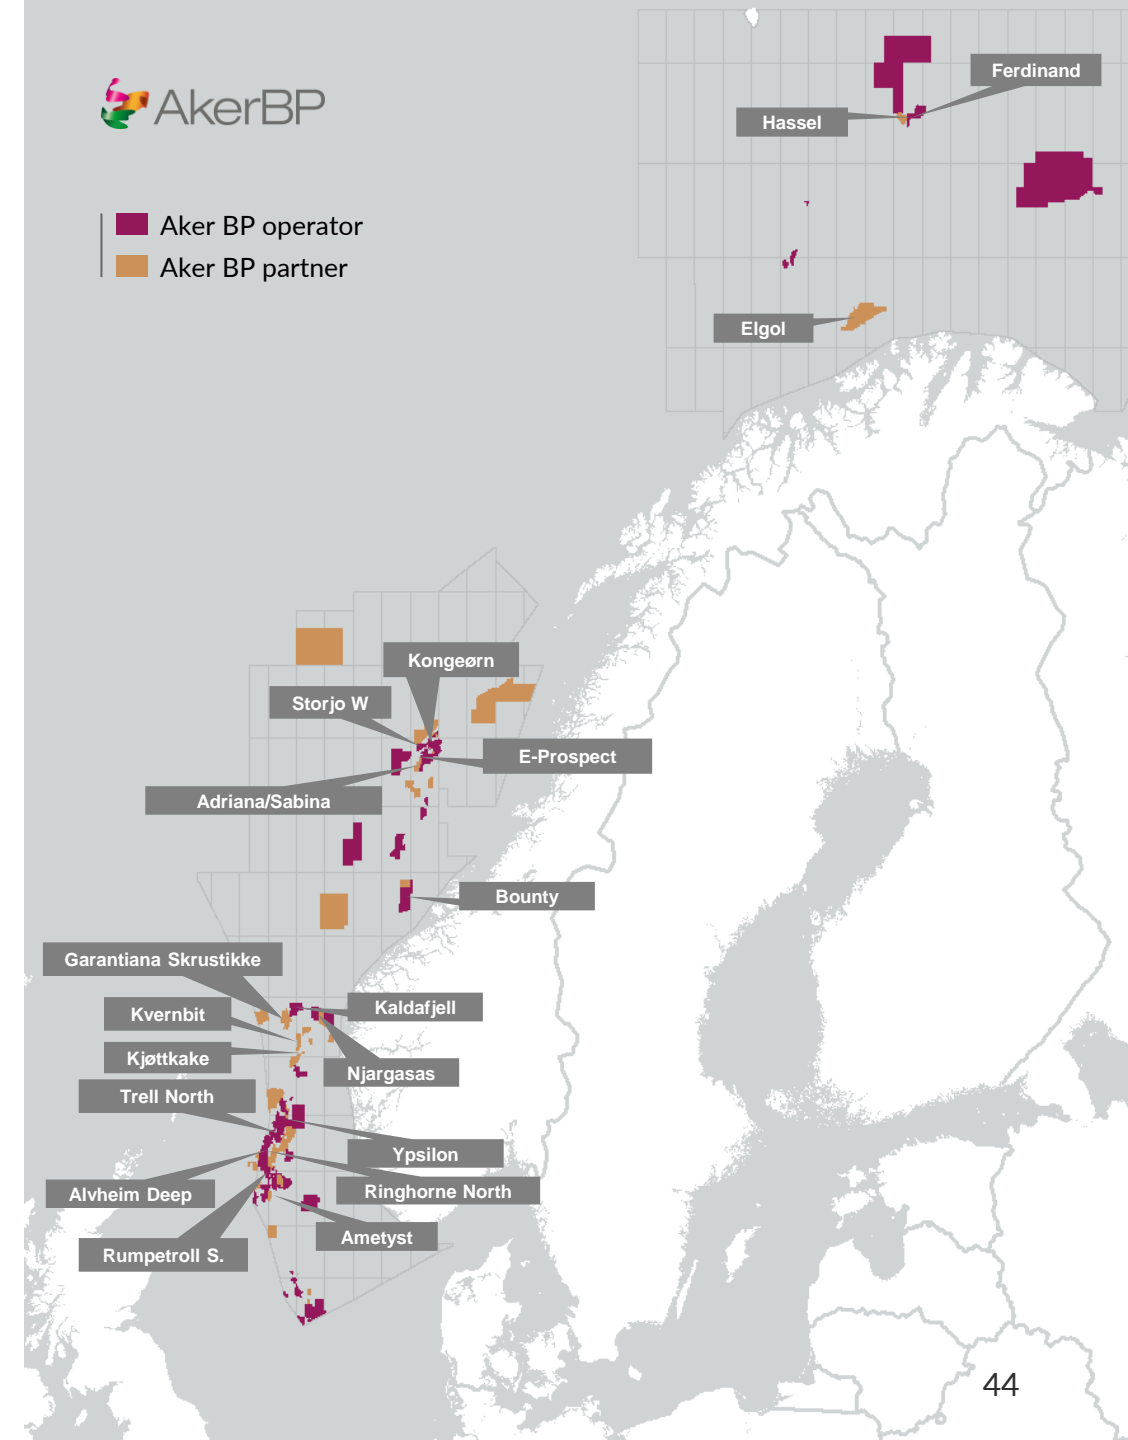 AkerBP
Aker BP operator
Aker BP partner
Ferdinand
Hassel
Elgol
Kongeørn
Storjo W
E-Prospect
Adriana/Sabina
Bounty
Garantiana Skrustikke
Kaldafjell
Kvernbit
Kjøttkake
Njargasas
Trell North
Ypsilon
Alvheim Deep
Ringhorne North
Ametyst
Rumpetroll S.
44